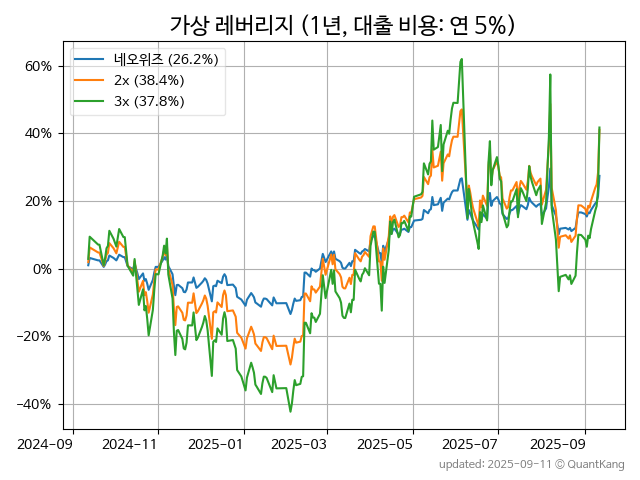 가상 레버리지 (1년, 대출 비용: 연 5%)
네오위즈 (26.2%)
2x (38.4%)
3x (37.8%)
60%
40%
20%
0%
−20%
−40%
2024-09
2024-11
2025-01
2025-03
2025-05
2025-07
2025-09
updated: 2025-09-11 © QuantKang